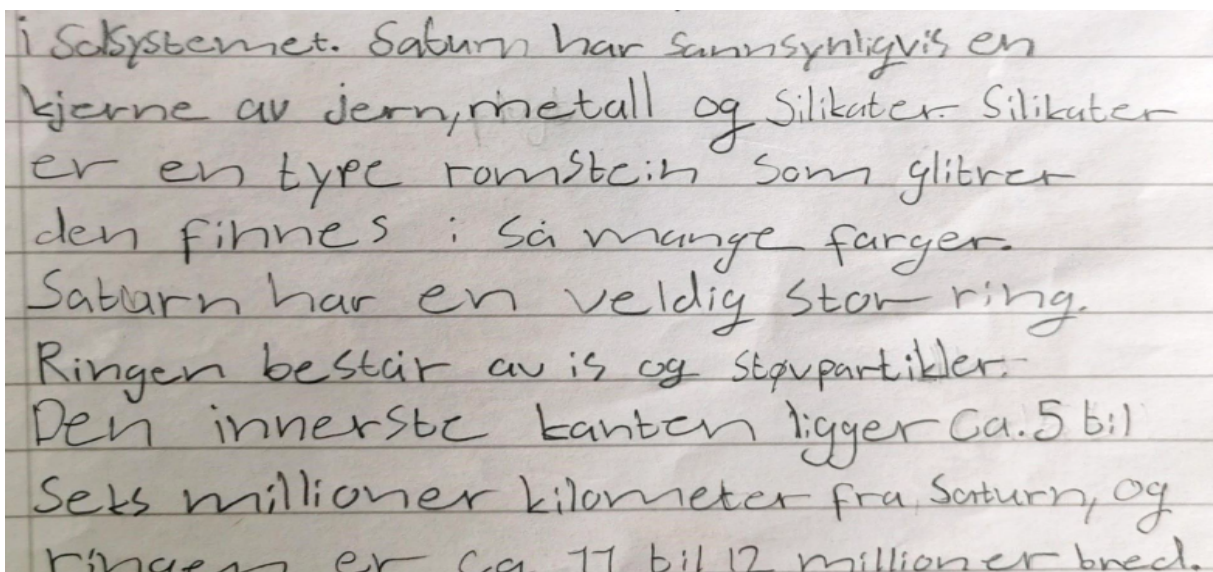 i Solsystemet. Saturn har sannsynligvis en
kjerne av jern, metall og Silikater. Silikater
er en type romstein som glitrer
den finnes i så mange farger.
Saturn har en veldig stor ring.
Ringen består av is og støvpartikler.
Den innerste kanten ligger Ca. 5 til
Seks millioner kilometer fra Saturn, og
ringen er Ca 11 til 12 millioner bred.